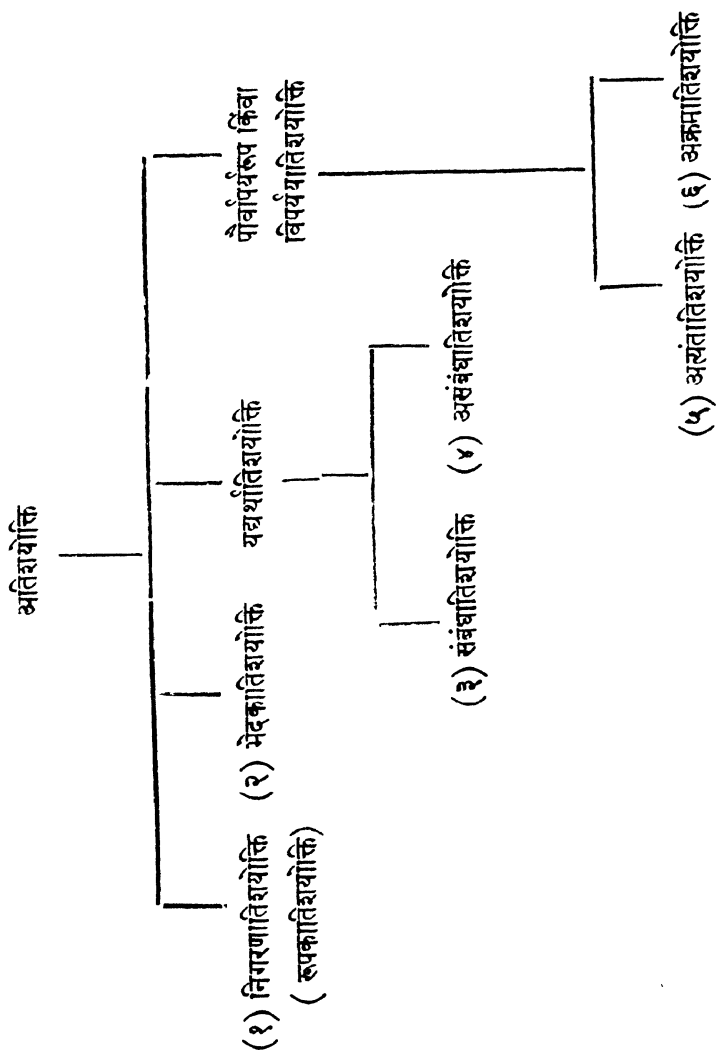 अतिशयोक्ति
(१) निगरणातिशयोक्ति
( रूपकातिशयोक्ति)
(२) भेदकातिशयोक्ति
यद्यर्थातिशयोक्ति
पौर्वापर्यरूप किंवा
विपर्ययातिशयोक्ति
(३) संबंधातिशयोक्ति
(४) असंबंधातिशयोक्ति
(५) अत्यंतातिशयोक्ति
(६) अक्रमातिशयोक्ति